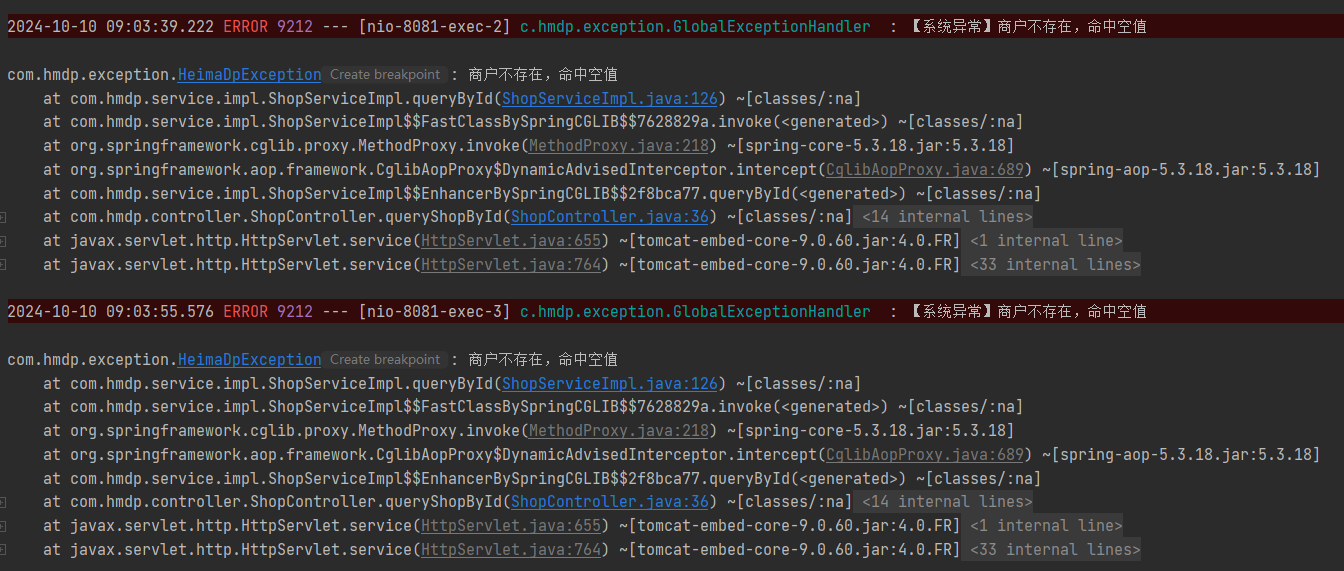 2024-10-10 09:03:39.222 ERROR 9212 --- [nio-8081-exec-2] c.hmdp.exception.GlobalExceptionHandler  : 【系统异常】商户不存在，命中空值
com.hmdp.exception.HeimaDpException Create breakpoint : 商户不存在，命中空值
at com.hmdp.service.impl.ShopServiceImpl.queryById(ShopServiceImpl.java:126) ~[classes/:na]
at com.hmdp.service.impl.ShopServiceImpl$$FastClassBySpringCGLIB$$7628829a.invoke(<generated>) ~[classes/:na]
at org.springframework.cglib.proxy.MethodProxy.invoke(MethodProxy.java:218) ~[spring-core-5.3.18.jar:5.3.18]
at org.springframework.aop.framework.CglibAopProxy$DynamicAdvisedInterceptor.intercept(CglibAopProxy.java:689) ~[spring-aop-5.3.18.jar:5.3.18]
at com.hmdp.service.impl.ShopServiceImpl$$EnhancerBySpringCGLIB$$2f8bca77.queryById(<generated>) ~[classes/:na]
at com.hmdp.controller.ShopController.queryShopById(ShopController.java:36) ~[classes/:na] <14 internal lines>
at javax.servlet.http.HttpServlet.service(HttpServlet.java:655) ~[tomcat-embed-core-9.0.60.jar:4.0.FR] <1 internal line>
at javax.servlet.http.HttpServlet.service(HttpServlet.java:764) ~[tomcat-embed-core-9.0.60.jar:4.0.FR] <33 internal lines>
2024-10-10 09:03:55.576 ERROR 9212 --- [nio-8081-exec-3] c.hmdp.exception.GlobalExceptionHandler  : 【系统异常】商户不存在，命中空值
com.hmdp.exception.HeimaDpException Create breakpoint : 商户不存在，命中空值
at com.hmdp.service.impl.ShopServiceImpl.queryById(ShopServiceImpl.java:126) ~[classes/:na]
at com.hmdp.service.impl.ShopServiceImpl$$FastClassBySpringCGLIB$$7628829a.invoke(<generated>) ~[classes/:na]
at org.springframework.cglib.proxy.MethodProxy.invoke(MethodProxy.java:218) ~[spring-core-5.3.18.jar:5.3.18]
at org.springframework.aop.framework.CglibAopProxy$DynamicAdvisedInterceptor.intercept(CglibAopProxy.java:689) ~[spring-aop-5.3.18.jar:5.3.18]
at com.hmdp.service.impl.ShopServiceImpl$$EnhancerBySpringCGLIB$$2f8bca77.queryById(<generated>) ~[classes/:na]
at com.hmdp.controller.ShopController.queryShopById(ShopController.java:36) ~[classes/:na] <14 internal lines>
at javax.servlet.http.HttpServlet.service(HttpServlet.java:655) ~[tomcat-embed-core-9.0.60.jar:4.0.FR] <1 internal line>
at javax.servlet.http.HttpServlet.service(HttpServlet.java:764) ~[tomcat-embed-core-9.0.60.jar:4.0.FR] <33 internal lines>